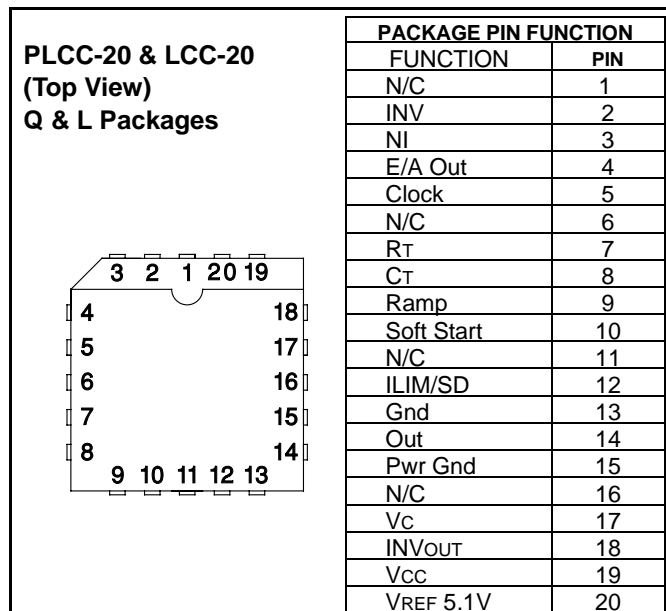 PLCC-20 & LCC-20
(Top View)
Q & L Packages
3 2 1 20 19
4 18
5 17
6 16
7 15
8 14
9 10 11 12 13
PACKAGE PIN FUNCTION
FUNCTION PIN
N/C 1
INV 2
NI 3
E/A Out 4
Clock 5
N/C 6
RT 7
CT 8
Ramp 9
Soft Start 10
N/C 11
ILIM/SD 12
Gnd 13
Out 14
Pwr Gnd 15
N/C 16
VC 17
INVOUT 18
VCC 19
VREF 5.1V 20